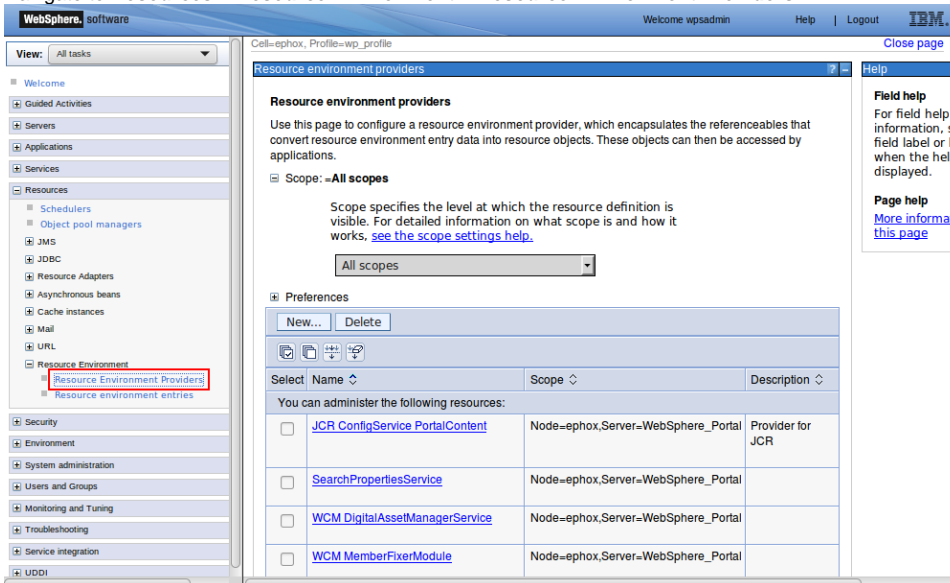 WebSphere. software
Welcome wpsadmin
Help | Logout
IBM.
View: All tasks
Cell=ephox, Profile=wp_profile
Close page
Welcome
Guided Activities
Servers
Applications
Services
Resources
Schedulers
Object pool managers
JMS
JDBC
Resource Adapters
Asynchronous beans
Cache instances
Mail
URL
Resource Environment
Resource Environment Providers
Resource environment entries
Security
Environment
System administration
Users and Groups
Monitoring and Tuning
Troubleshooting
Service integration
UDDI
Resource environment providers
? –
Resource environment providers
Use this page to configure a resource environment provider, which encapsulates the referenceables that
convert resource environment entry data into resource objects. These objects can then be accessed by
applications.
Scope: =All scopes
Scope specifies the level at which the resource definition is
visible. For detailed information on what scope is and how it
works, see the scope settings help.
All scopes
Preferences
New... Delete
Select Name Scope Description
You can administer the following resources:
JCR ConfigService PortalContent Node=ephox,Server=WebSphere_Portal Provider for
JCR
SearchPropertiesService Node=ephox,Server=WebSphere_Portal
WCM DigitalAssetManagerService Node=ephox,Server=WebSphere_Portal
WCM MemberFixerModule Node=ephox,Server=WebSphere_Portal
Help
Field help
For field help
information,
field label or
when the hel
displayed.
Page help
More informa
this page